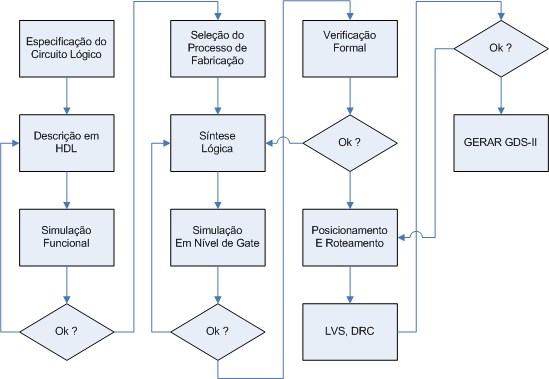 Especificação do
Circuito Lógico
Descrição em
HDL
Simulação
Funcional
Ok ?
Seleção do
Processo de
Fabricação
Síntese
Lógica
Simulação
Em Nível de Gate
Ok ?
Verificação
Formal
Ok ?
Posicionamento
E Roteamento
LVS, DRC
Ok ?
GERAR GDS-II